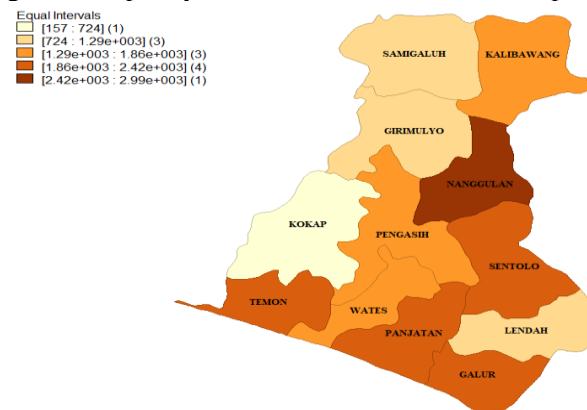 Equal Intervals
[157 : 724] (1)
[724 : 1.29e+003] (3)
[1.29e+003 : 1.86e+003] (3)
[1.86e+003 : 2.42e+003] (4)
[2.42e+003 : 2.99e+003] (1)
SAMIGALUH
KALIBAWANG
GIRIMULYO
NANGGULAN
KOKAP
PENGASIH
SENTOLO
TEMON
WATES
PANJATAN
LENDAH
GALUR